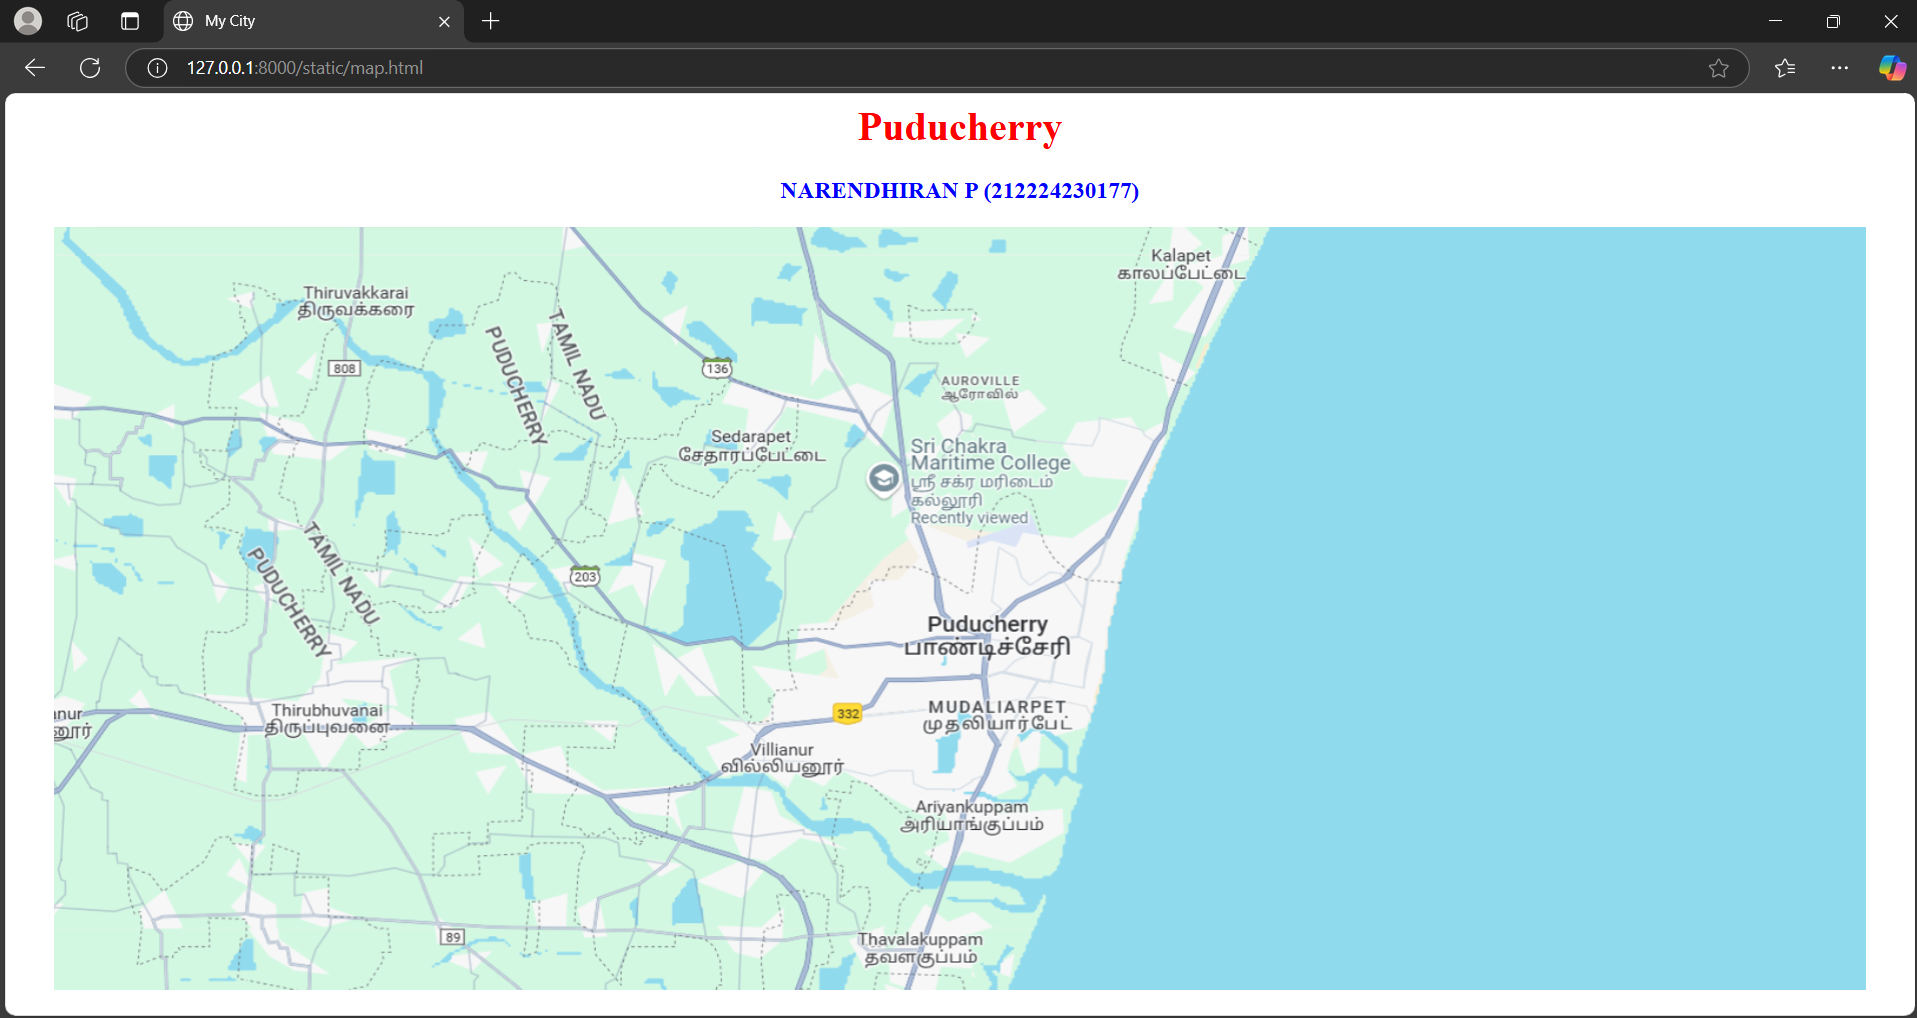 My City
127.0.0.1:8000/static/map.html
Puducherry
NARENDHIRAN P (212224230177)
Kalapet
காலப்பேட்டை
Thiruvakkarai
திருவக்கரை
TAMIL NADU
PUDUCHERRY
808
136
AUROVILLE
ஆரோவில்
Sedarapet
சேதாரப்பேட்டை
Sri Chakra
Maritime College
ஸ்ரீ சக்ர மரிடைம்
கல்லூரி
Recently viewed
TAMIL NADU
PUDUCHERRY
203
Puducherry
பாண்டிச்சேரி
Thirubhuvanai
திருப்புவனை
332
MUDALIARPET
முதலியார்பேட்
Villianur
வில்லியனூர்
Ariyankuppam
அரியாங்குப்பம்
89
Thavalakuppam
தவளகுப்பம்